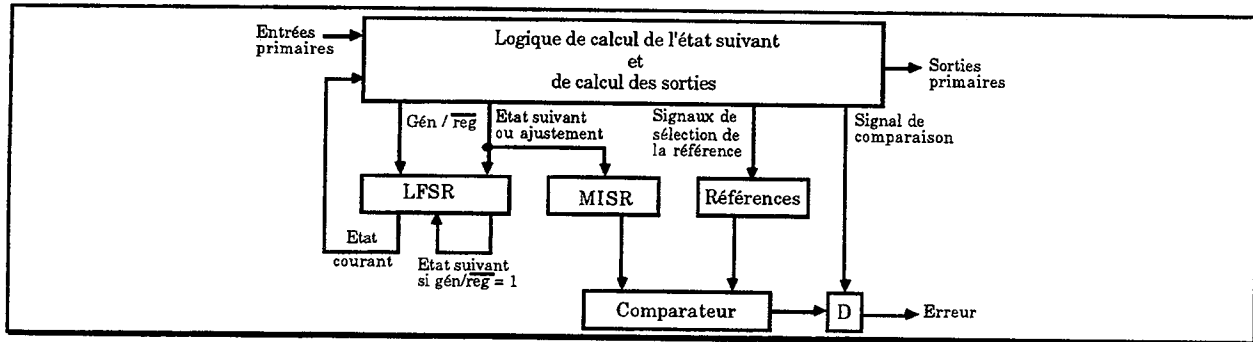 Entrées
primaires
Logique de calcul de l'état suivant
et
de calcul des sorties
Sorties
primaires
Gén / r̅e̅g̅
Etat suivant
ou ajustement
Signaux de
sélection de
la référence
Signal de
comparaison
LFSR
MISR
Références
Etat
courant
Etat suivant
si gén/r̅e̅g̅ = 1
Comparateur
D
Erreur